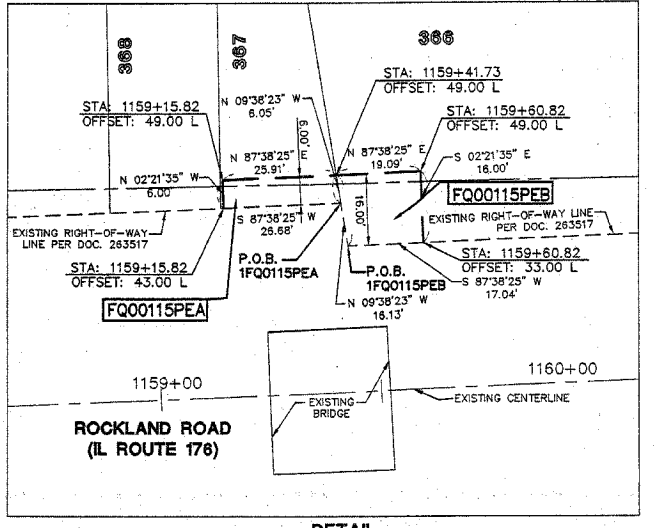 368
367
366
STA: 1159+41.73
OFFSET: 49.00 L
STA: 1159+15.82
OFFSET: 49.00 L
N 09°38'23" W
6.05'
6.00'
STA: 1159+60.82
OFFSET: 49.00 L
N 87°38'25" E
25.91'
N 87°38'25" E
19.09'
S 02°21'35" E
16.00'
N 02°21'35" W
6.00'
FQ00115PEB
16.00'
EXISTING RIGHT-OF-WAY
LINE PER DOC. 263517
S 87°38'25" W
26.68'
EXISTING RIGHT-OF-WAY LINE
PER DOC. 263517
STA: 1159+15.82
OFFSET: 43.00 L
P.O.B.
1FQ0115PEA
P.O.B.
1FQ0115PEB
STA: 1159+60.82
OFFSET: 33.00 L
S 87°38'25" W
17.04'
FQ00115PEA
N 09°38'23" W
16.13'
1159+00
1160+00
EXISTING
BRIDGE
EXISTING CENTERLINE
ROCKLAND ROAD
(IL ROUTE 176)
DETAIL